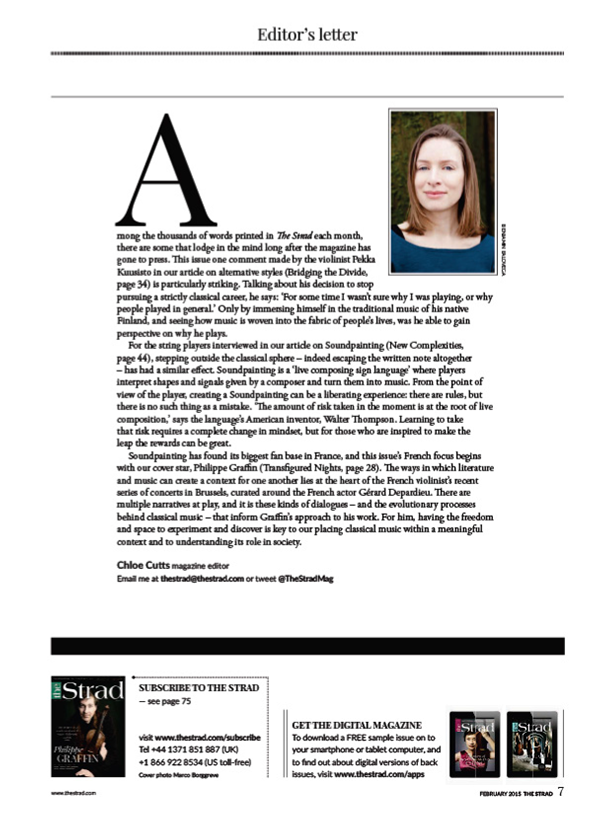 Editor's letter
Among the thousands of words printed in The Strad each month,
there are some that lodge in the mind long after the magazine has
gone to press. This issue one comment made by the violinist Pekka
Kuusisto in our article on alternative styles (Bridging the Divide,
page 34) is particularly striking. Talking about his decision to stop
pursuing a strictly classical career, he says: 'For some time I wasn't sure why I was playing, or why
people played in general.' Only by immersing himself in the traditional music of his native
Finland, and seeing how music is woven into the fabric of people's lives, was he able to gain
perspective on why he plays.
For the string players interviewed in our article on Soundpainting (New Complexities,
page 44), stepping outside the classical sphere – indeed escaping the written note altogether
– has had a similar effect. Soundpainting is a 'live composing sign language' where players
interpret shapes and signals given by a composer and turn them into music. From the point of
view of the player, creating a Soundpainting can be a liberating experience: there are rules, but
there is no such thing as a mistake. 'The amount of risk taken in the moment is at the root of live
composition,' says the language's American inventor, Walter Thompson. Learning to take
that risk requires a complete change in mindset, but for those who are inspired to make the
leap the rewards can be great.
Soundpainting has found its biggest fan base in France, and this issue's French focus begins
with our cover star, Philippe Graffin (Transfigured Nights, page 28). The ways in which literature
and music can create a context for one another lies at the heart of the French violinist's recent
series of concerts in Brussels, curated around the French actor Gérard Depardieu. There are
multiple narratives at play, and it is these kinds of dialogues – and the evolutionary processes
behind classical music – that inform Graffin's approach to his work. For him, having the freedom
and space to experiment and discover is key to our placing classical music within a meaningful
context and to understanding its role in society.
Chloe Cutts magazine editor
Email me at thestrad@thestrad.com or tweet @TheStradMag
the Strad
Philippe
GRAFFIN
SUBSCRIBE TO THE STRAD
– see page 75
visit www.thestrad.com/subscribe
Tel +44 1371 851 887 (UK)
+1 866 922 8534 (US toll-free)
Cover photo Marco Borggreve
GET THE DIGITAL MAGAZINE
To download a FREE sample issue on to
your smartphone or tablet computer, and
to find out about digital versions of back
issues, visit www.thestrad.com/apps
Strad
Strad
www.thestrad.com
FEBRUARY 2015 THE STRAD 7